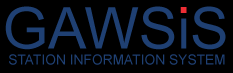 GAWSiS
STATION INFORMATION SYSTEM